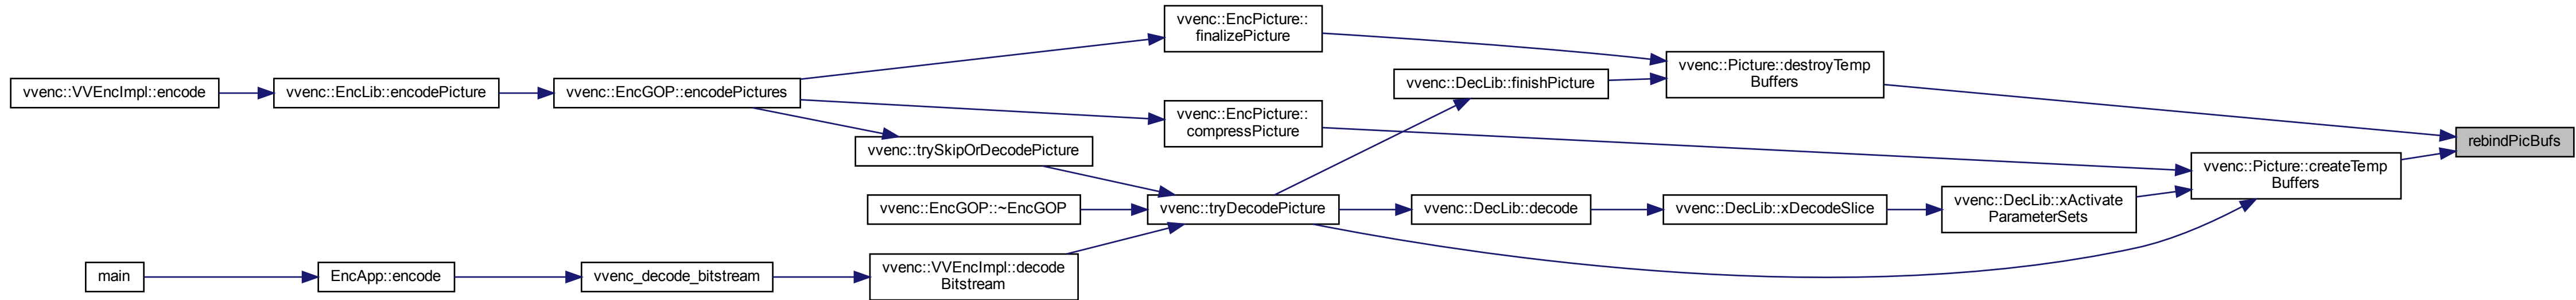 vvenc::EncPicture::
finalizePicture
vvenc::Picture::destroyTemp
Buffers
vvenc::DecLib::finishPicture
vvenc::VVEncImpl::encode
vvenc::EncLib::encodePicture
vvenc::EncGOP::encodePictures
vvenc::EncPicture::
compressPicture
rebindPicBufs
vvenc::trySkipOrDecodePicture
vvenc::Picture::createTemp
Buffers
vvenc::EncGOP::~EncGOP
vvenc::tryDecodePicture
vvenc::DecLib::decode
vvenc::DecLib::xDecodeSlice
vvenc::DecLib::xActivate
ParameterSets
main
EncApp::encode
vvenc_decode_bitstream
vvenc::VVEncImpl::decode
Bitstream